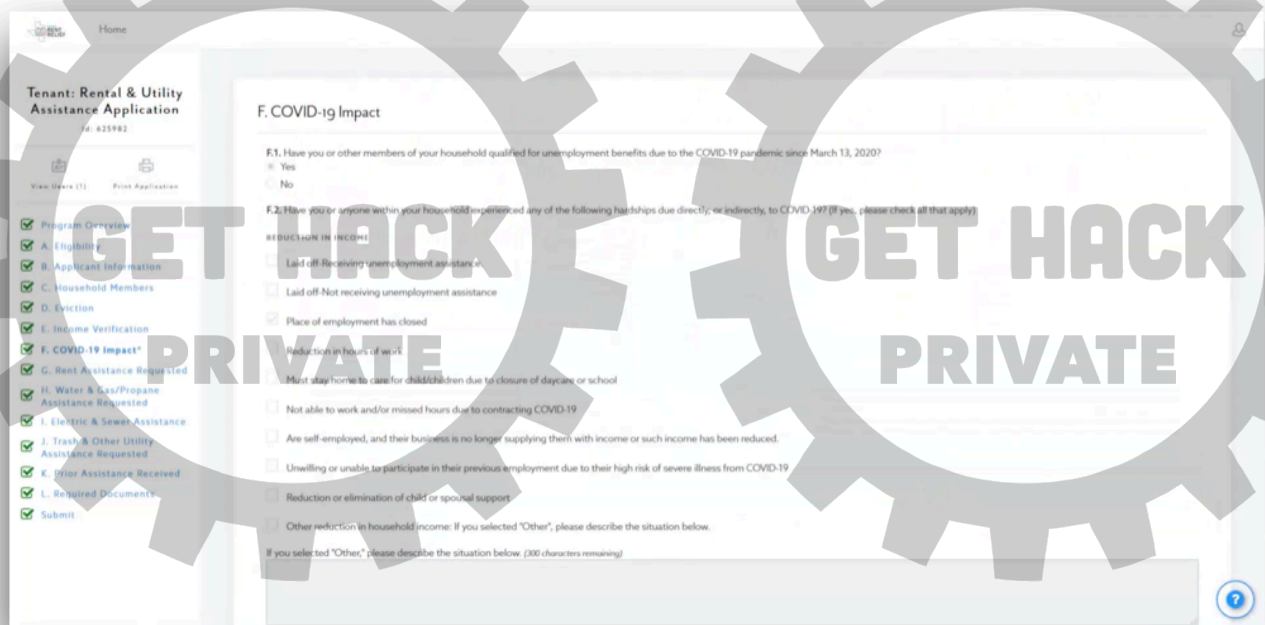 RENT
RELIEF
Home
Tenant: Rental & Utility
Assistance Application
Id: 625982
View Users (1) Print Application
Program Overview
A. Eligibility
B. Applicant Information
C. Household Members
D. Eviction
E. Income Verification
F. COVID-19 Impact*
G. Rent Assistance Requested
H. Water & Gas/Propane
Assistance Requested
I. Electric & Sewer Assistance
J. Trash & Other Utility
Assistance Requested
K. Prior Assistance Received
L. Required Documents
Submit
F. COVID-19 Impact
F.1. Have you or other members of your household qualified for unemployment benefits due to the COVID-19 pandemic since March 13, 2020?
Yes
No
F.2. Have you or anyone within your household experienced any of the following hardships due directly, or indirectly, to COVID-19? (If yes, please check all that apply)
REDUCTION IN INCOME
Laid off-Receiving unemployment assistance
Laid off-Not receiving unemployment assistance
Place of employment has closed
Reduction in hours of work
Must stay home to care for child/children due to closure of daycare or school
Not able to work and/or missed hours due to contracting COVID-19
Are self-employed, and their business is no longer supplying them with income or such income has been reduced.
Unwilling or unable to participate in their previous employment due to their high risk of severe illness from COVID-19
Reduction or elimination of child or spousal support
Other reduction in household income: If you selected "Other", please describe the situation below.
If you selected "Other," please describe the situation below. (300 characters remaining)
?
GET HACK
PRIVATE
GET HACK
PRIVATE